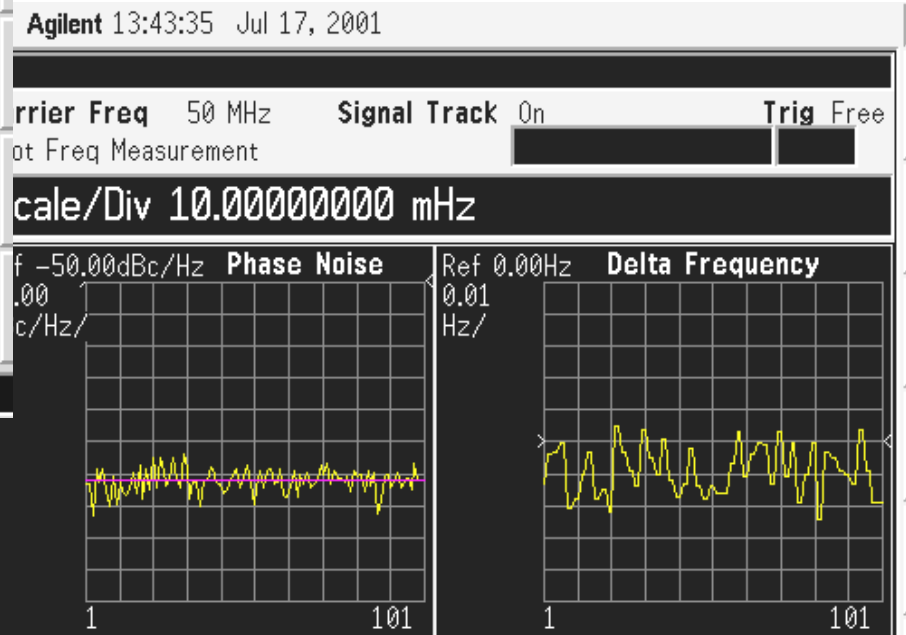 Agilent 13:43:35 Jul 17, 2001
rrier Freq 50 MHz Signal Track On Trig Free
ot Freq Measurement
cale/Div 10.00000000 mHz
f -50.00dBc/Hz Phase Noise
.00
c/Hz/
1 101
Ref 0.00Hz Delta Frequency
0.01
Hz/
1 101